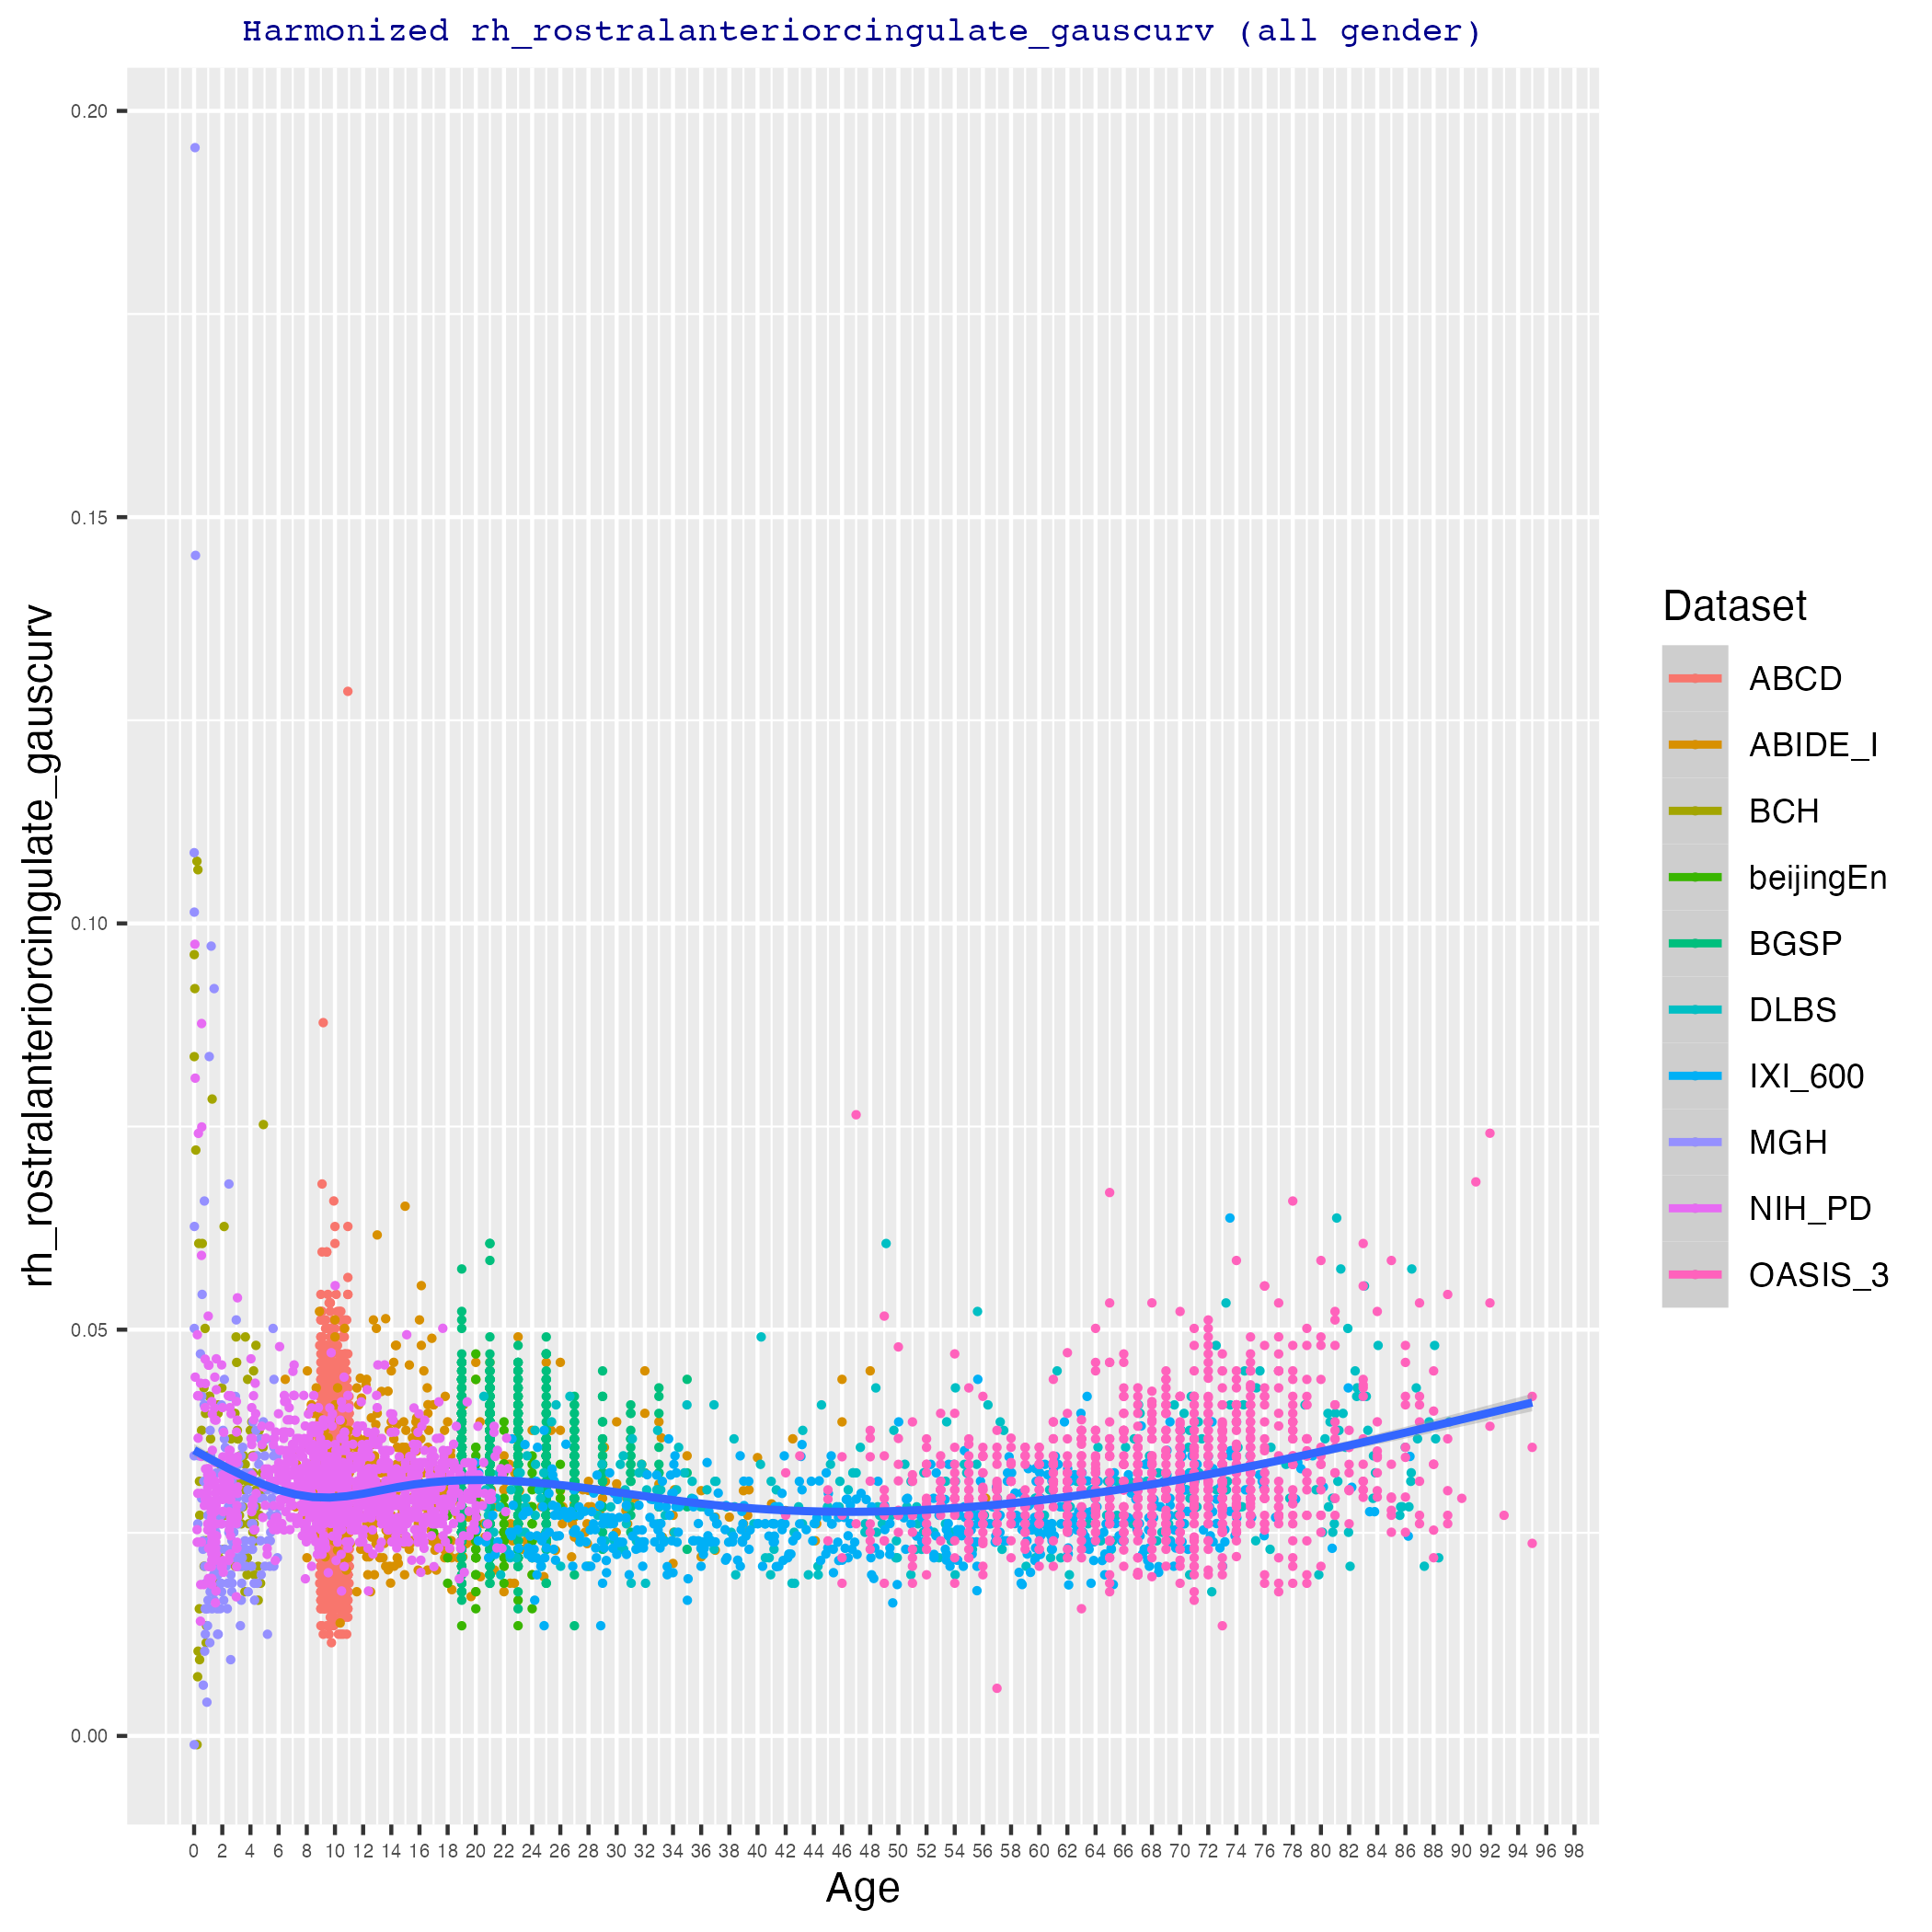 Harmonized rh_rostralanteriorcingulate_gauscurv (all gender)
rh_rostralanteriorcingulate_gauscurv
0.20
0.15
0.10
0.05
0.00
0 2 4 6 8 10 12 14 16 18 20 22 24 26 28 30 32 34 36 38 40 42 44 46 48 50 52 54 56 58 60 62 64 66 68 70 72 74 76 78 80 82 84 86 88 90 92 94 96 98
Age
Dataset
ABCD
ABIDE_I
BCH
beijingEn
BGSP
DLBS
IXI_600
MGH
NIH_PD
OASIS_3